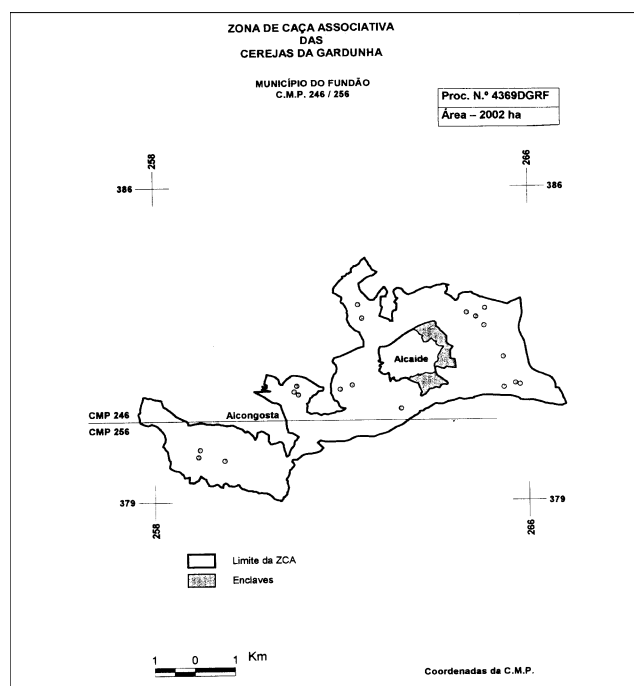 ZONA DE CAÇA ASSOCIATIVA
DAS
CEREJAS DA GARDUNHA
MUNICÍPIO DO FUNDÃO
C.M.P. 246 / 256
Proc. N.º 4369DGRF
Área – 2002 ha
258
266
386
386
Alcaide
Alcongosta
CMP 246
CMP 256
379
379
258
266
Limite da ZCA
Enclaves
1 0 1 Km
Coordenadas da C.M.P.